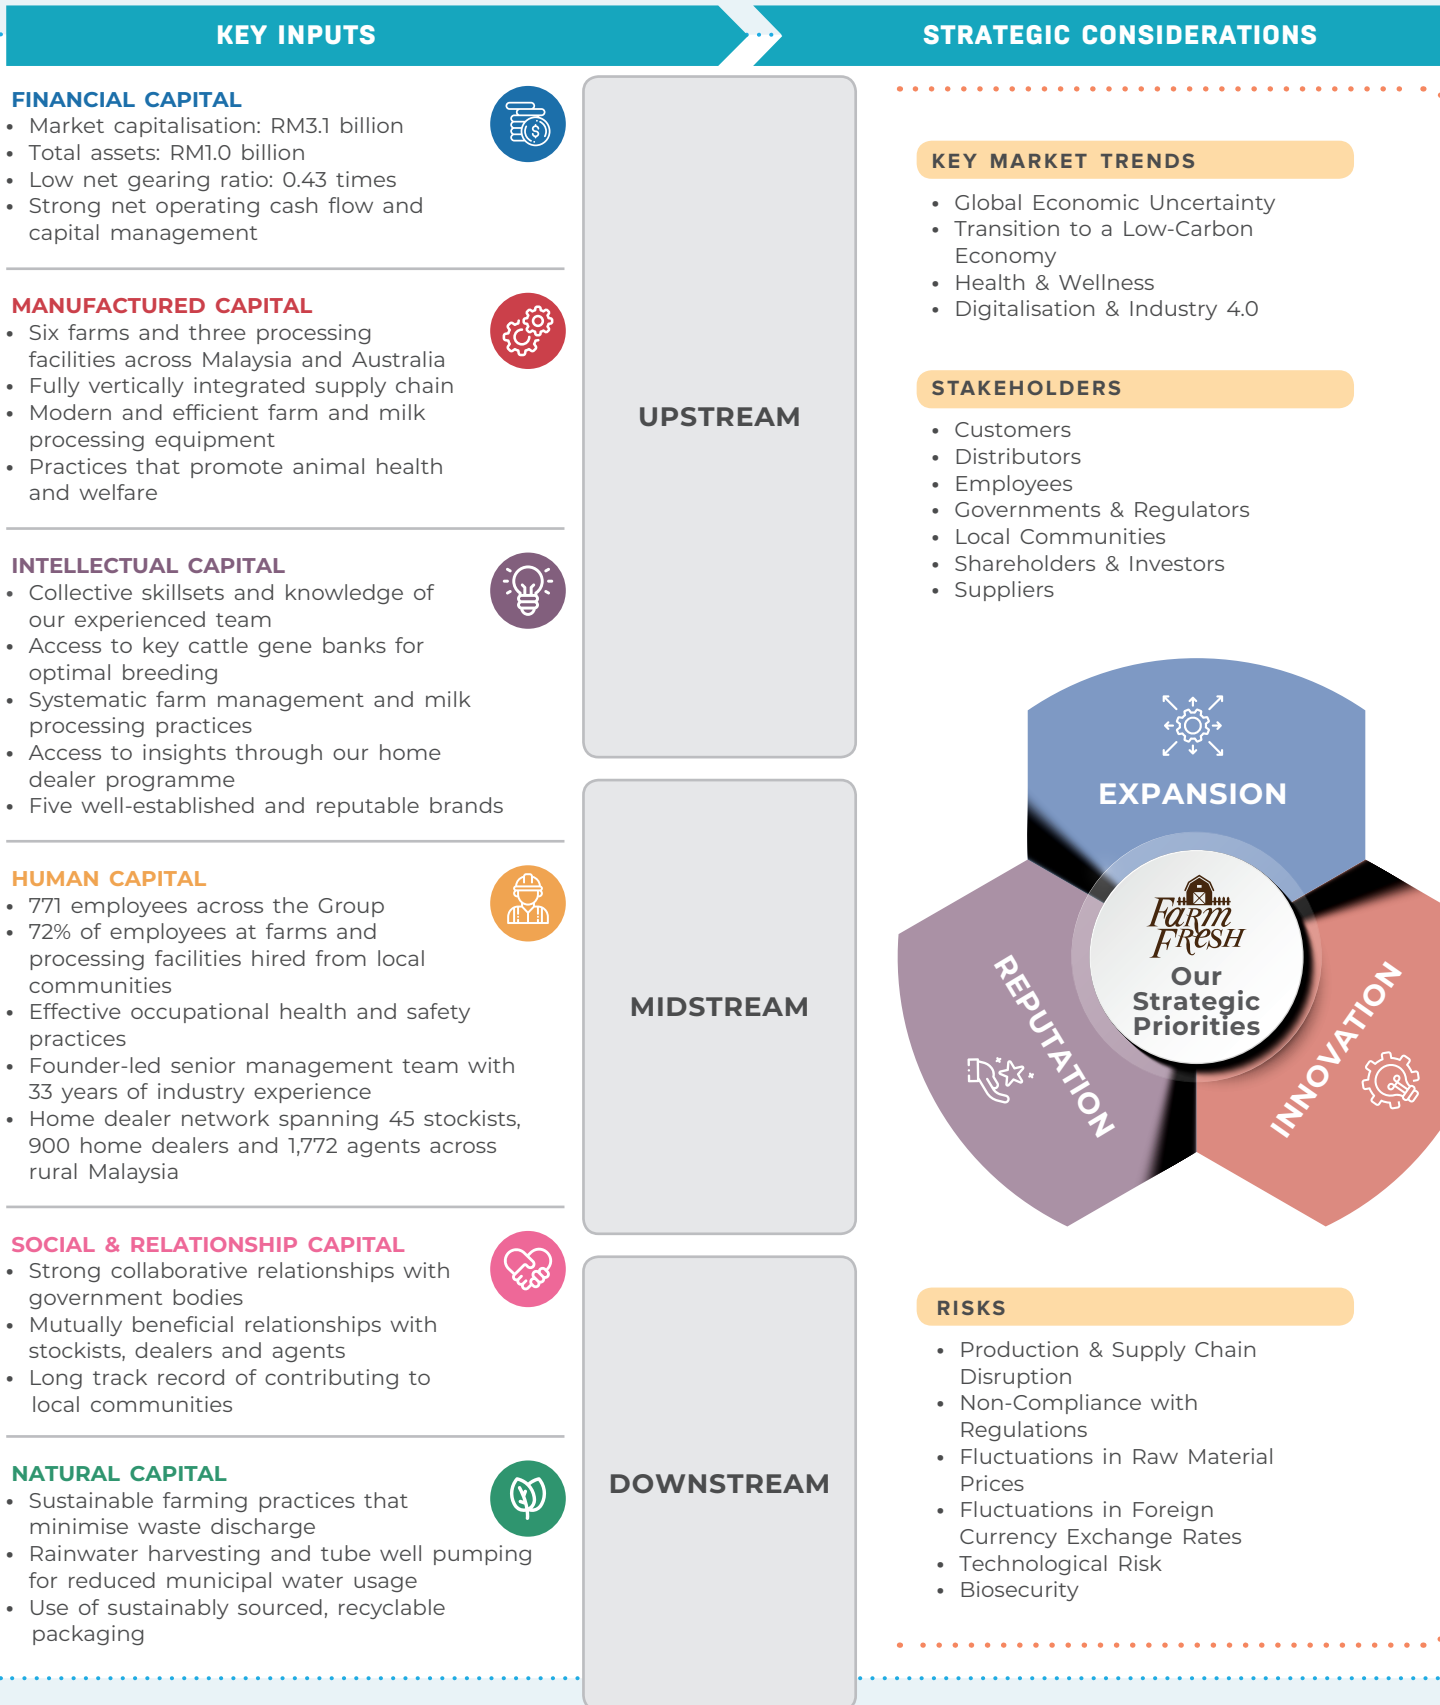 KEY INPUTS
FINANCIAL CAPITAL
• Market capitalisation: RM3.1 billion
• Total assets: RM1.0 billion
• Low net gearing ratio: 0.43 times
• Strong net operating cash flow and
capital management
MANUFACTURED CAPITAL
• Six farms and three processing
facilities across Malaysia and Australia
• Fully vertically integrated supply chain
• Modern and efficient farm and milk
processing equipment
• Practices that promote animal health
and welfare
INTELLECTUAL CAPITAL
• Collective skillsets and knowledge of
our experienced team
• Access to key cattle gene banks for
optimal breeding
• Systematic farm management and milk
processing practices
• Access to insights through our home
dealer programme
• Five well-established and reputable brands
HUMAN CAPITAL
• 771 employees across the Group
• 72% of employees at farms and
processing facilities hired from local
communities
• Effective occupational health and safety
practices
• Founder-led senior management team with
33 years of industry experience
• Home dealer network spanning 45 stockists,
900 home dealers and 1,772 agents across
rural Malaysia
SOCIAL & RELATIONSHIP CAPITAL
• Strong collaborative relationships with
government bodies
• Mutually beneficial relationships with
stockists, dealers and agents
• Long track record of contributing to
local communities
NATURAL CAPITAL
• Sustainable farming practices that
minimise waste discharge
• Rainwater harvesting and tube well pumping
for reduced municipal water usage
• Use of sustainably sourced, recyclable
packaging
UPSTREAM
MIDSTREAM
DOWNSTREAM
STRATEGIC CONSIDERATIONS
KEY MARKET TRENDS
• Global Economic Uncertainty
• Transition to a Low-Carbon
Economy
• Health & Wellness
• Digitalisation & Industry 4.0
STAKEHOLDERS
• Customers
• Distributors
• Employees
• Governments & Regulators
• Local Communities
• Shareholders & Investors
• Suppliers
EXPANSION
FARM
FRESH
Our
Strategic
Priorities
REPUTATION
INNOVATION
RISKS
• Production & Supply Chain
Disruption
• Non-Compliance with
Regulations
• Fluctuations in Raw Material
Prices
• Fluctuations in Foreign
Currency Exchange Rates
• Technological Risk
• Biosecurity